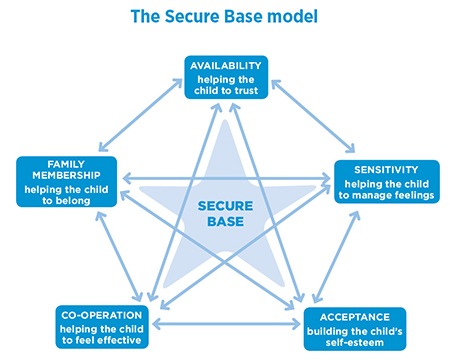 The Secure Base model
AVAILABILITY
helping the
child to trust
FAMILY
MEMBERSHIP
helping the child
to belong
SENSITIVITY
helping the child
to manage feelings
SECURE
BASE
CO-OPERATION
helping the child
to feel effective
ACCEPTANCE
building the child's
self-esteem